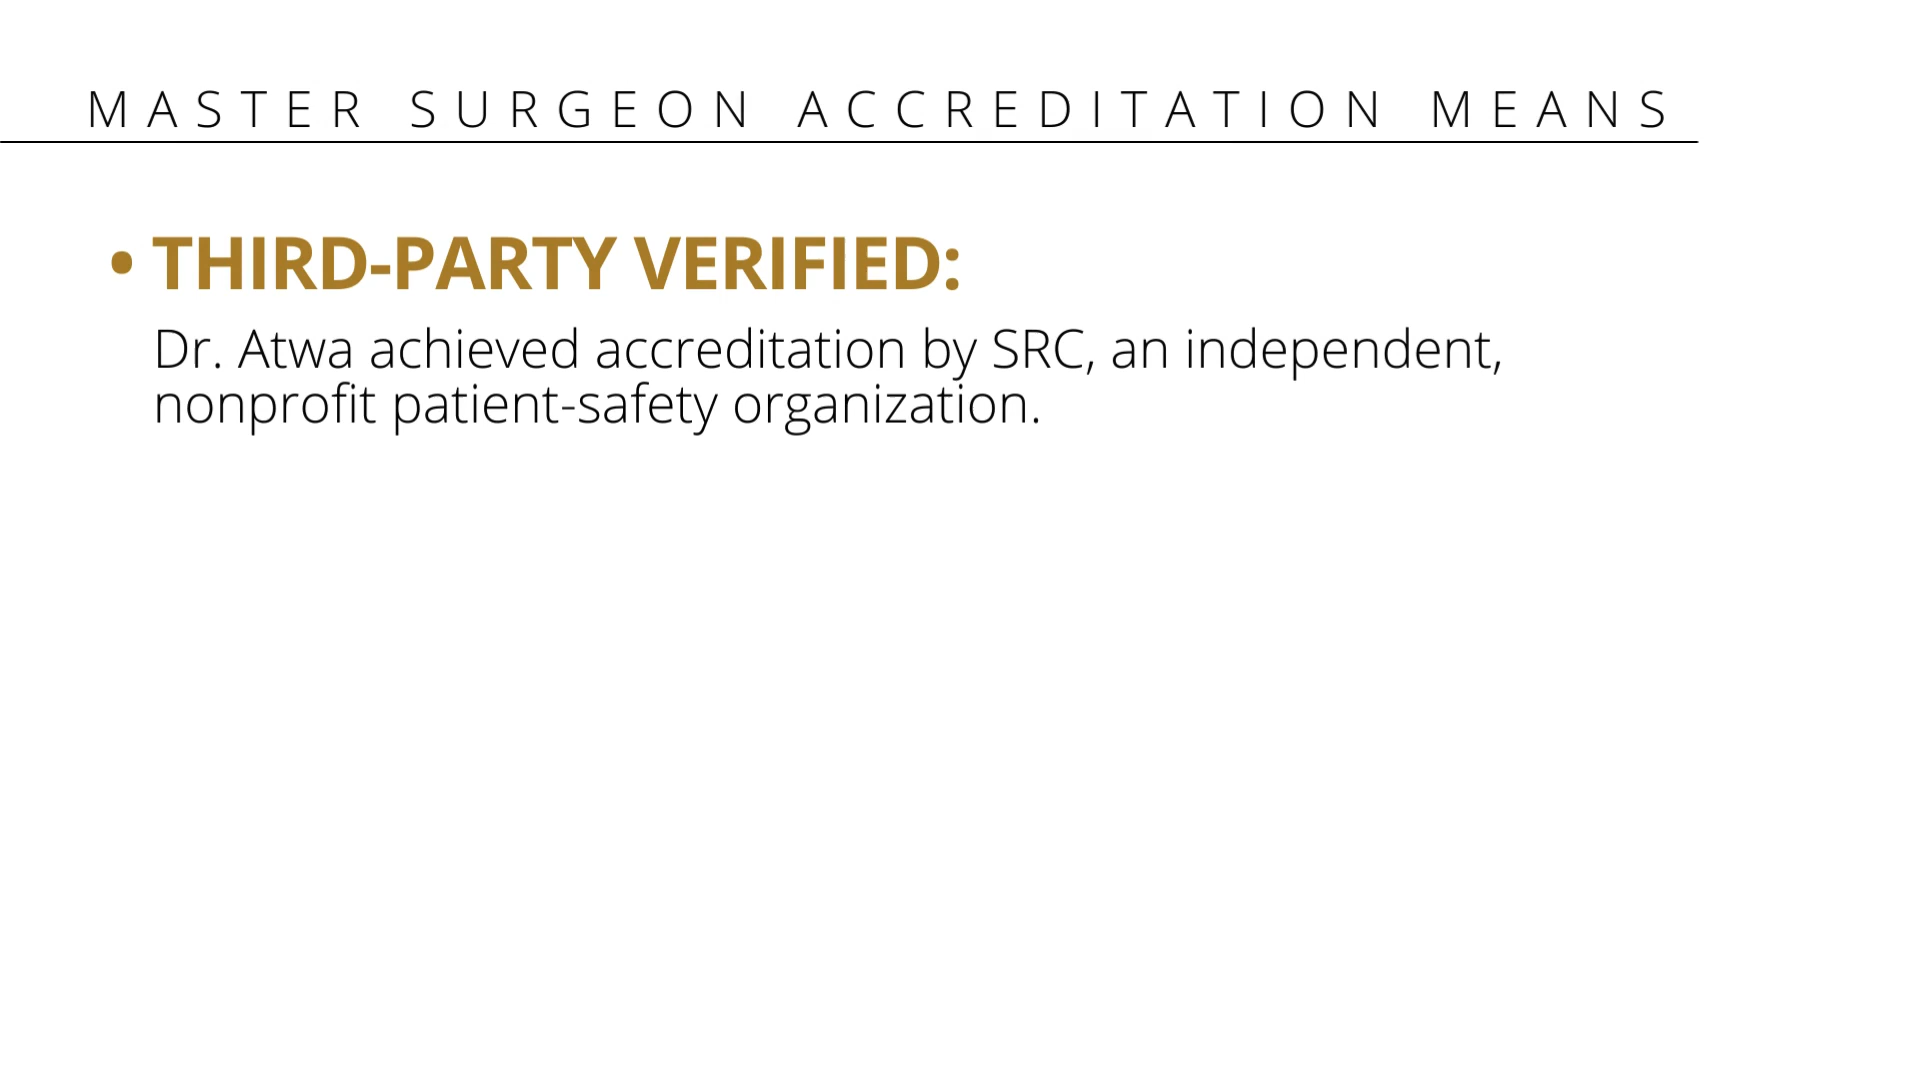 MASTER SURGEON ACCREDITATION MEANS
• THIRD-PARTY VERIFIED:
Dr. Atwa achieved accreditation by SRC, an independent,
nonprofit patient-safety organization.